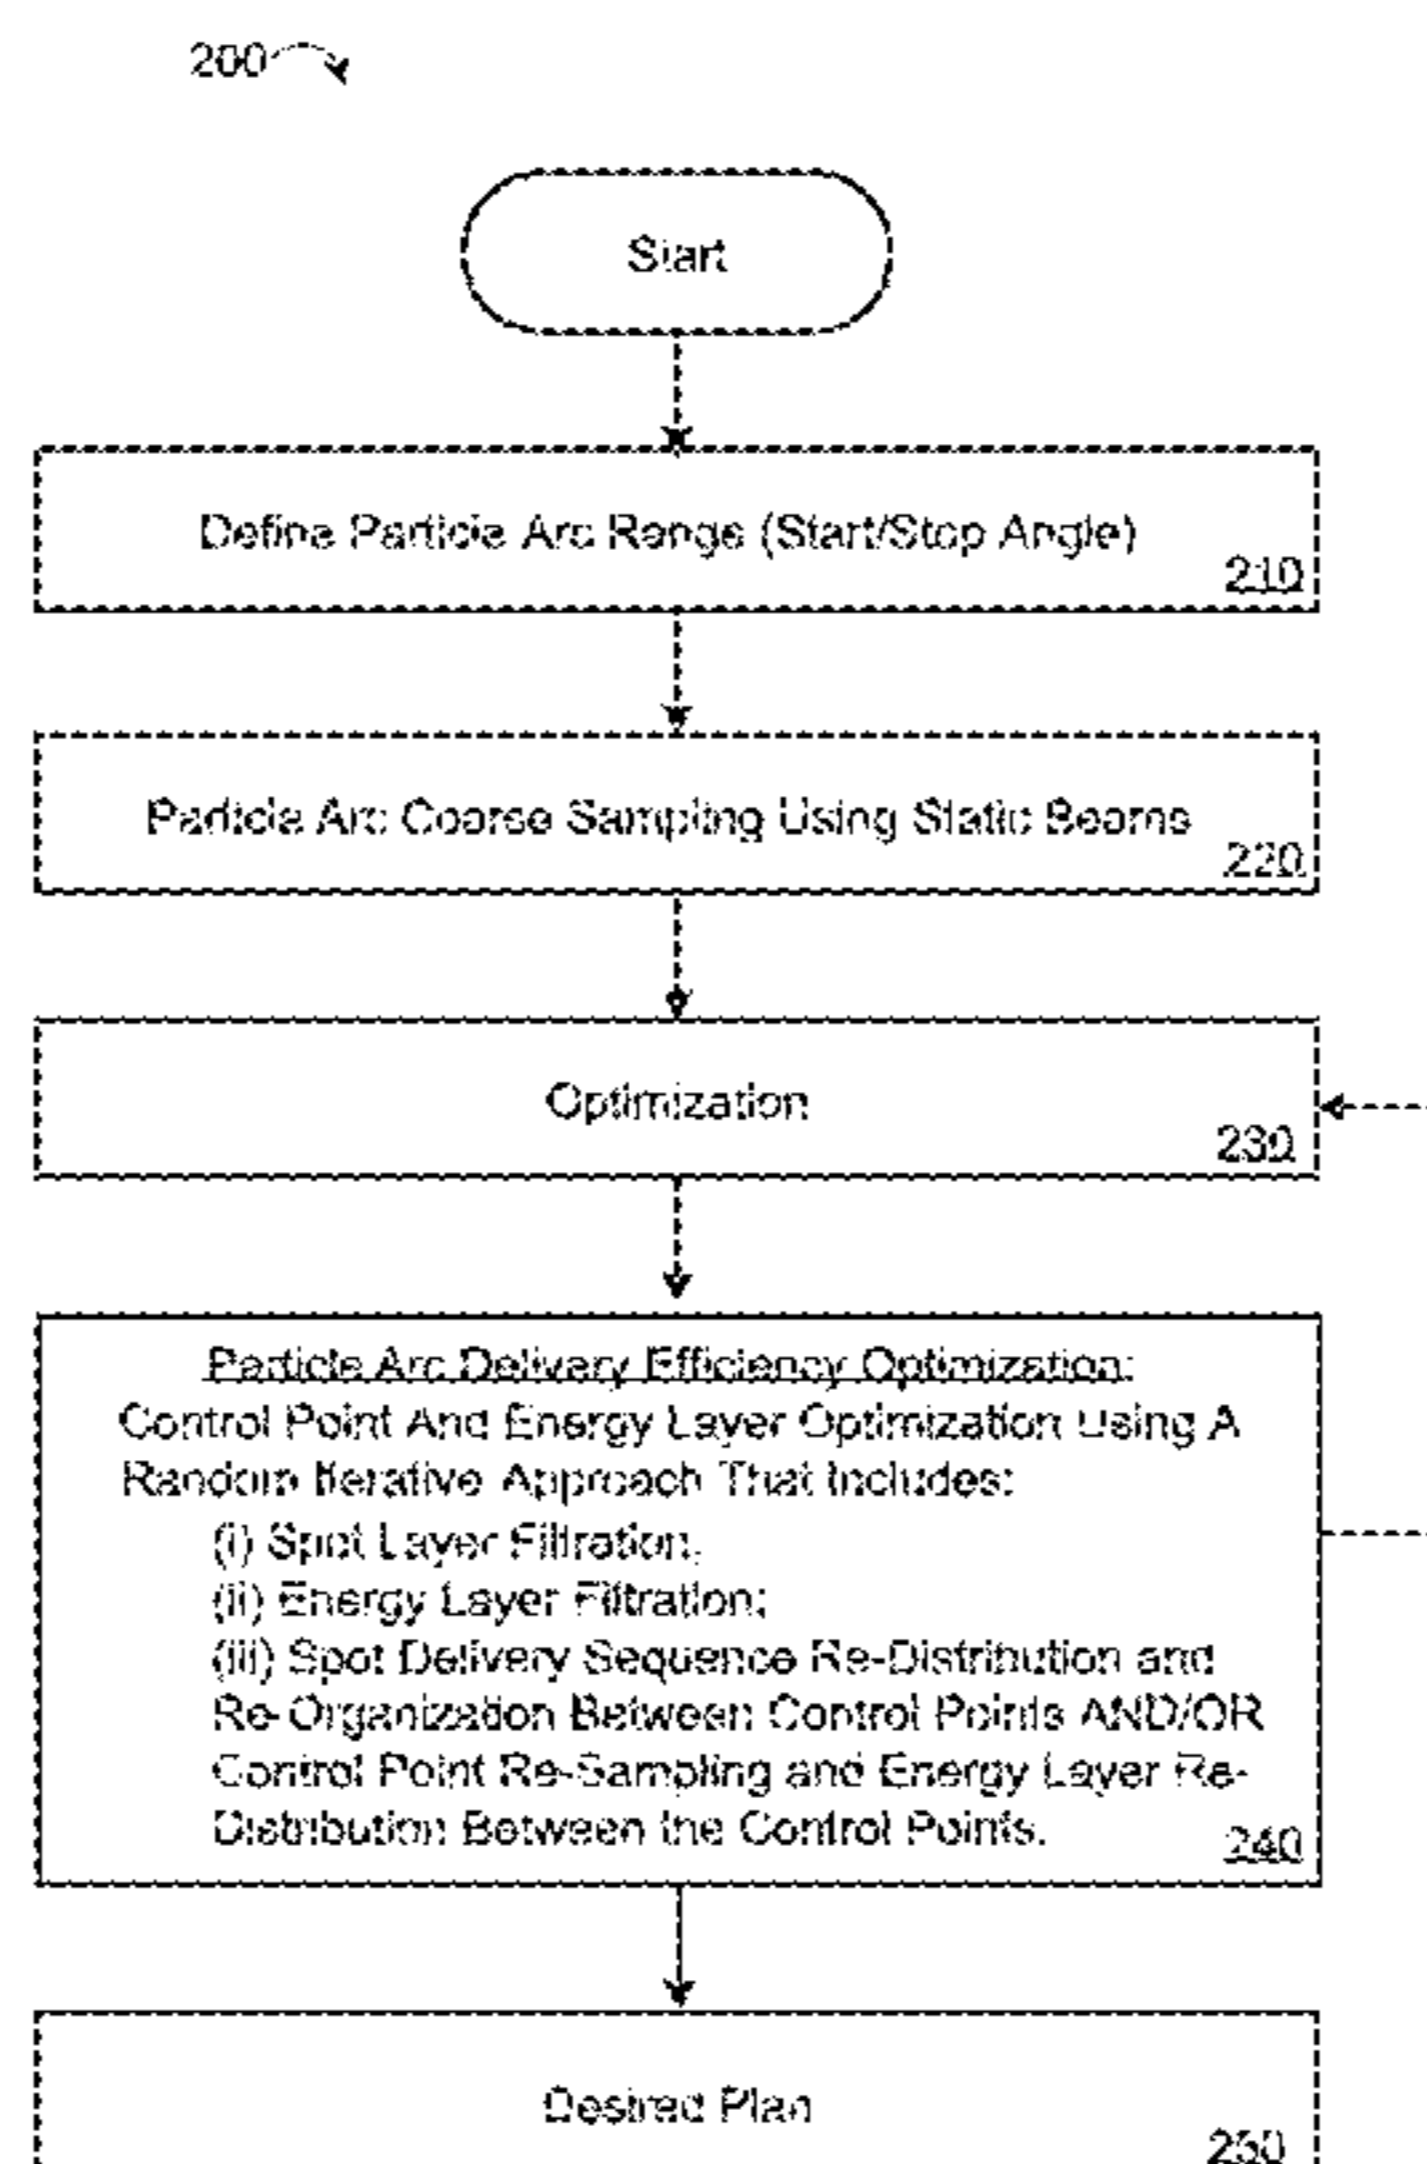 200
Start
Define Particle Arc Range (Start/Stop Angle)
210
Particle Arc Coarse Sampling Using Static Beams
220
Optimization
230
Particle Arc Delivery Efficiency Optimization:
Control Point And Energy Layer Optimization Using A
Random Iterative Approach That Includes:
(i) Spot Layer Filtration,
(ii) Energy Layer Filtration;
(iii) Spot Delivery Sequence Re-Distribution and
Re-Organization Between Control Points AND/OR
Control Point Re-Sampling and Energy Layer Re-
Distribution Between the Control Points.
240
Desired Plan
250